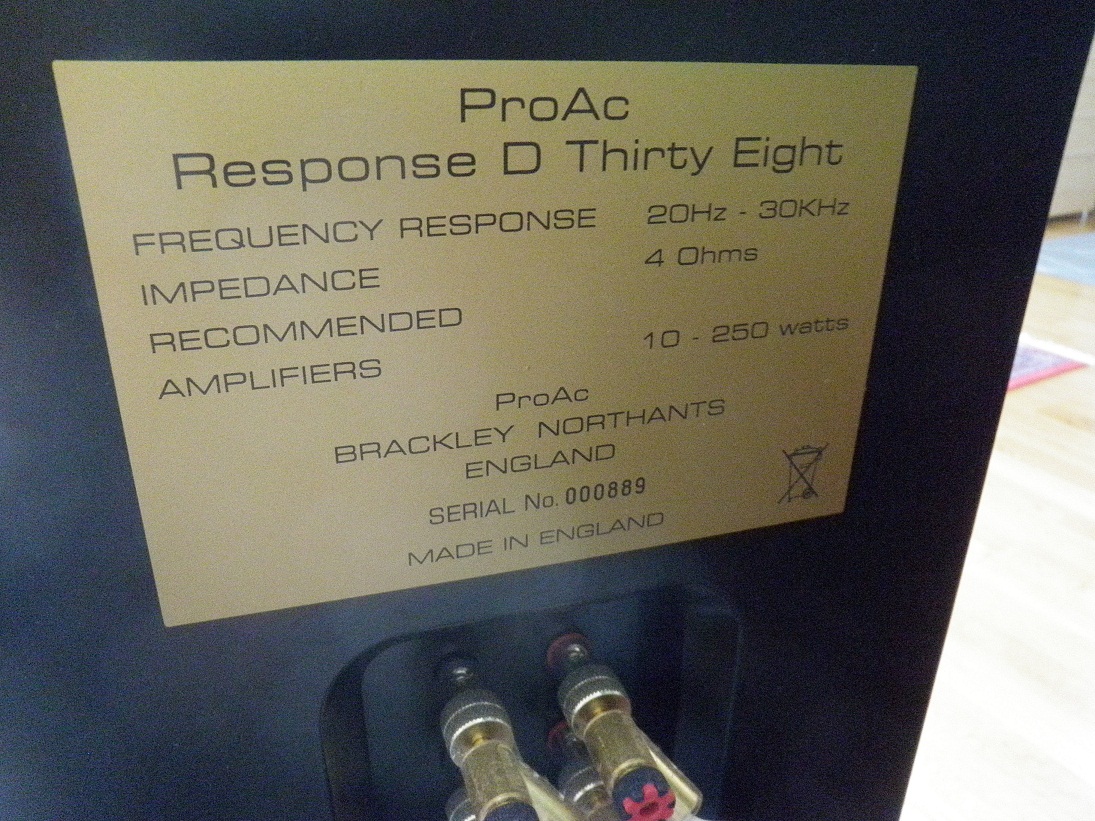 ProAc
Response D Thirty Eight
FREQUENCY RESPONSE 20Hz - 30KHz
IMPEDANCE 4 Ohms
RECOMMENDED
AMPLIFIERS 10 - 250 watts
ProAc
BRACKLEY NORTHANTS
ENGLAND
SERIAL No. 000889
MADE IN ENGLAND